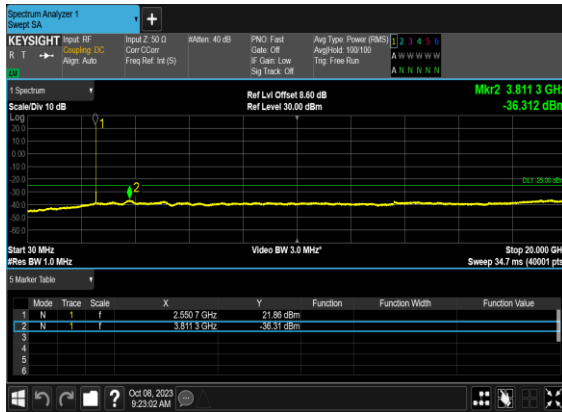 Spectrum Analyzer 1
Swept SA
+
KEYSIGHT Input: RF Input Z: 50 Ω #Atten: 40 dB PNO: Fast Avg Type: Power (RMS) 1 2 3 4 5 6
R T Coupling: DC Corr CCorr Gate: Off Avg|Hold: 100/100 A W W W W W
Align: Auto Freq Ref: Int (S) IF Gain: Low Trig: Free Run
Sig Track: Off A N N N N N
1 Spectrum Ref Lvl Offset 8.60 dB Mkr2 3.811 3 GHz
Scale/Div 10 dB Ref Level 30.00 dBm -36.312 dBm
Log
1
20.0
10.0
0.00
-10.0
-20.0
DL1 -25.00 dBm
2
-30.0
-40.0
-50.0
-60.0
Start 30 MHz Video BW 3.0 MHz* Stop 20.000 GH
#Res BW 1.0 MHz Sweep 34.7 ms (40001 pts
5 Marker Table
Mode Trace Scale X Y Function Function Width Function Value
1 N 1 f 2.550 7 GHz 21.86 dBm
2 N 1 f 3.811 3 GHz -36.31 dBm
3
4
5
6
? Oct 08, 2023
9:23:02 AM